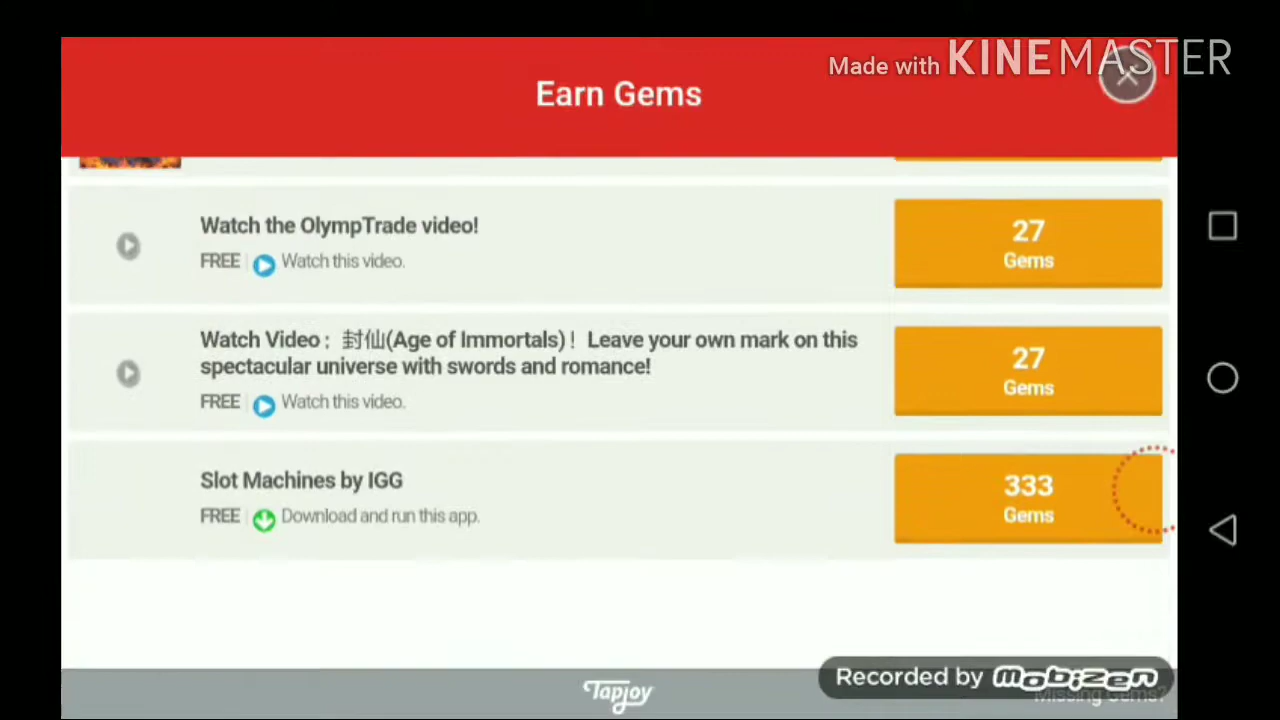 Made with KINEMASTER
Earn Gems
Watch the OlympTrade video!
FREE Watch this video.
27
Gems
Watch Video : 封仙(Age of Immortals)! Leave your own mark on this
spectacular universe with swords and romance!
FREE Watch this video.
27
Gems
Slot Machines by IGG
FREE Download and run this app.
333
Gems
Tapjoy
Recorded by mobizen
Missing Gems?